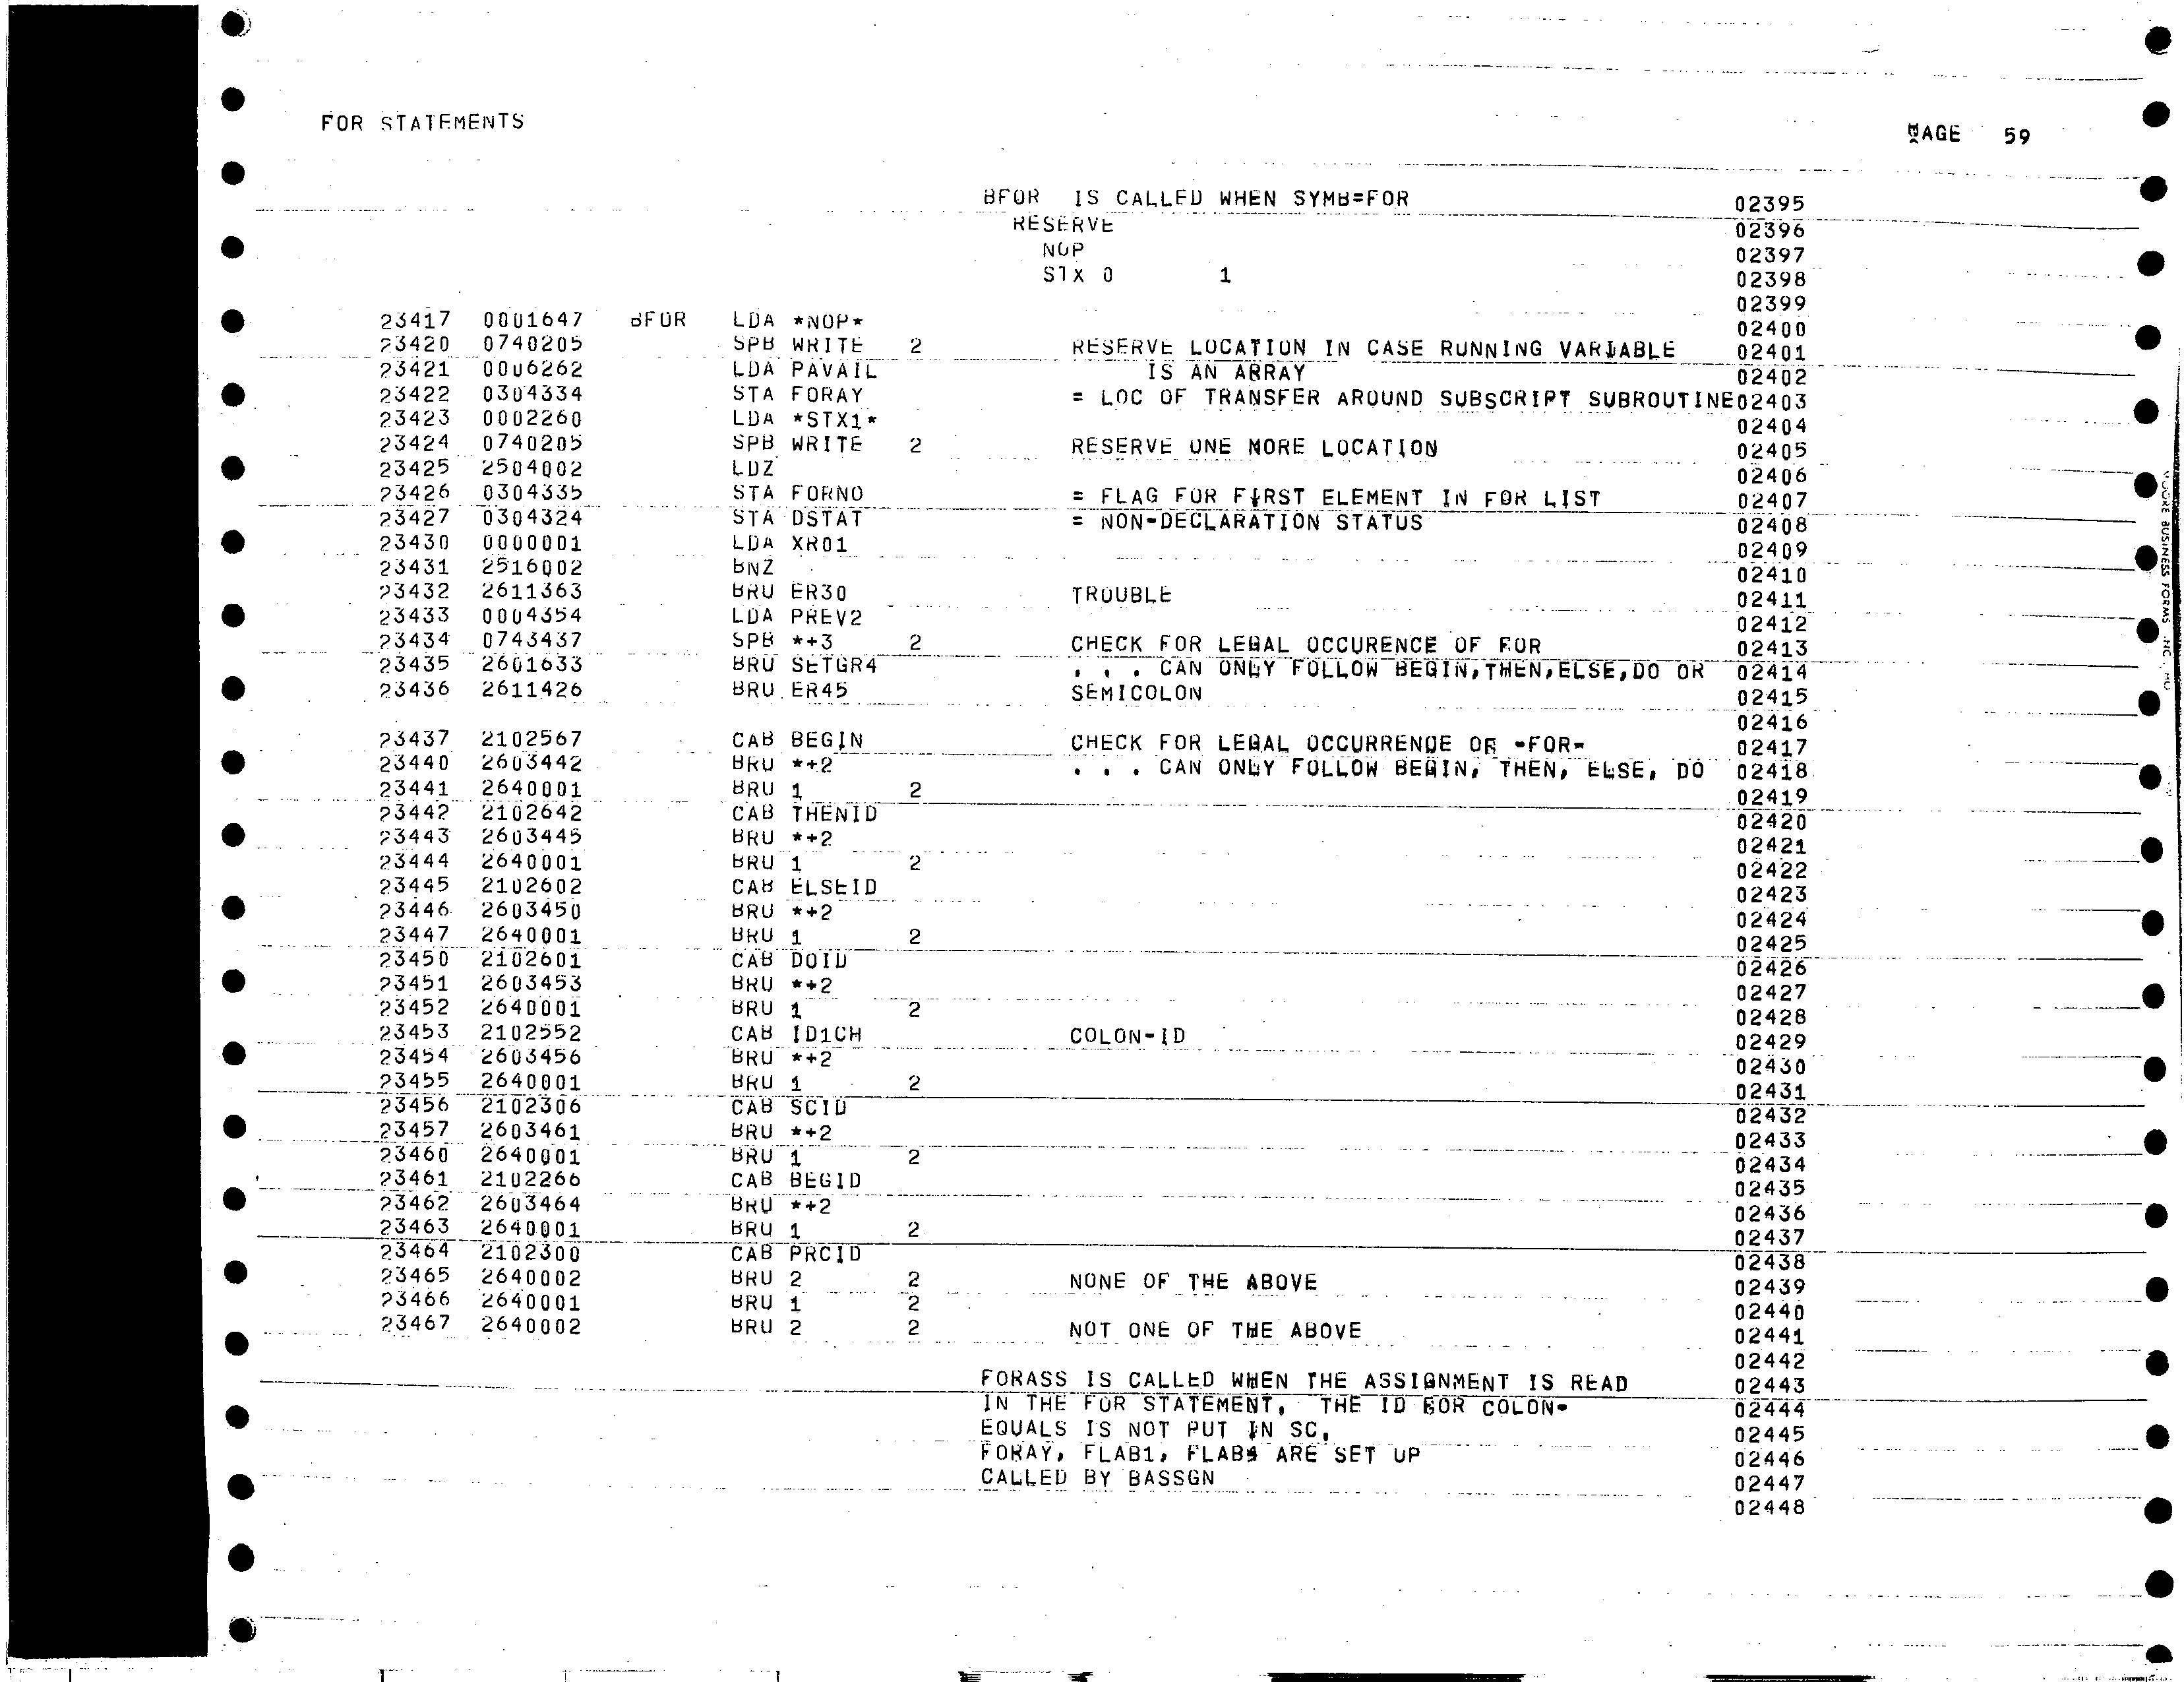 FOR STATEMENTS
PAGE 59
BFOR IS CALLED WHEN SYMB=FOR 02395
RESERVE 02396
NOP 02397
STX 0 1 02398
02399
23417 0001647 BFOR LDA *NOP* 02400
23420 0740205 SPB WRITE 2 RESERVE LOCATION IN CASE RUNNING VARIABLE 02401
23421 0006262 LDA PAVAIL IS AN ARRAY 02402
23422 0304334 STA FORAY = LOC OF TRANSFER AROUND SUBSCRIPT SUBROUTINE02403
23423 0002260 LDA *STX1* 02404
23424 0740205 SPB WRITE 2 RESERVE ONE MORE LOCATION 02405
23425 2504002 LDZ 02406
23426 0304335 STA FORNO = FLAG FOR FIRST ELEMENT IN FOR LIST 02407
23427 0304324 STA DSTAT = NON-DECLARATION STATUS 02408
23430 0000001 LDA XR01 02409
23431 2516002 BNZ 02410
23432 2611363 BRU ER30 TROUBLE 02411
23433 0004354 LDA PREV2 02412
23434 0743437 SPB *+3 2 CHECK FOR LEGAL OCCURENCE OF FOR 02413
23435 2601633 BRU SETGR4 . . . CAN ONLY FOLLOW BEGIN,THEN,ELSE,DO OR 02414
23436 2611426 BRU ER45 SEMICOLON 02415
02416
23437 2102567 CAB BEGIN CHECK FOR LEGAL OCCURRENCE OF -FOR- 02417
23440 2603442 BRU *+2 . . . CAN ONLY FOLLOW BEGIN, THEN, ELSE, DO 02418
23441 2640001 BRU 1 2 02419
23442 2102642 CAB THENID 02420
23443 2603445 BRU *+2 02421
23444 2640001 BRU 1 2 02422
23445 2102602 CAB ELSEID 02423
23446 2603450 BRU *+2 02424
23447 2640001 BRU 1 2 02425
23450 2102601 CAB DOID 02426
23451 2603453 BRU *+2 02427
23452 2640001 BRU 1 2 02428
23453 2102552 CAB ID1CH COLON-ID 02429
23454 2603456 BRU *+2 02430
23455 2640001 BRU 1 2 02431
23456 2102306 CAB SCID 02432
23457 2603461 BRU *+2 02433
23460 2640001 BRU 1 2 02434
23461 2102266 CAB BEGID 02435
23462 2603464 BRU *+2 02436
23463 2640001 BRU 1 2 02437
23464 2102300 CAB PRCID 02438
23465 2640002 BRU 2 2 NONE OF THE ABOVE 02439
23466 2640001 BRU 1 2 02440
23467 2640002 BRU 2 2 NOT ONE OF THE ABOVE 02441
02442
FORASS IS CALLED WHEN THE ASSIGNMENT IS READ 02443
IN THE FOR STATEMENT, THE ID FOR COLON- 02444
EQUALS IS NOT PUT IN SC. 02445
FORAY, FLAB1, ARE SET UP 02446
CALLED BY BASSGN 02447
02448
BUSINESS FORMAS